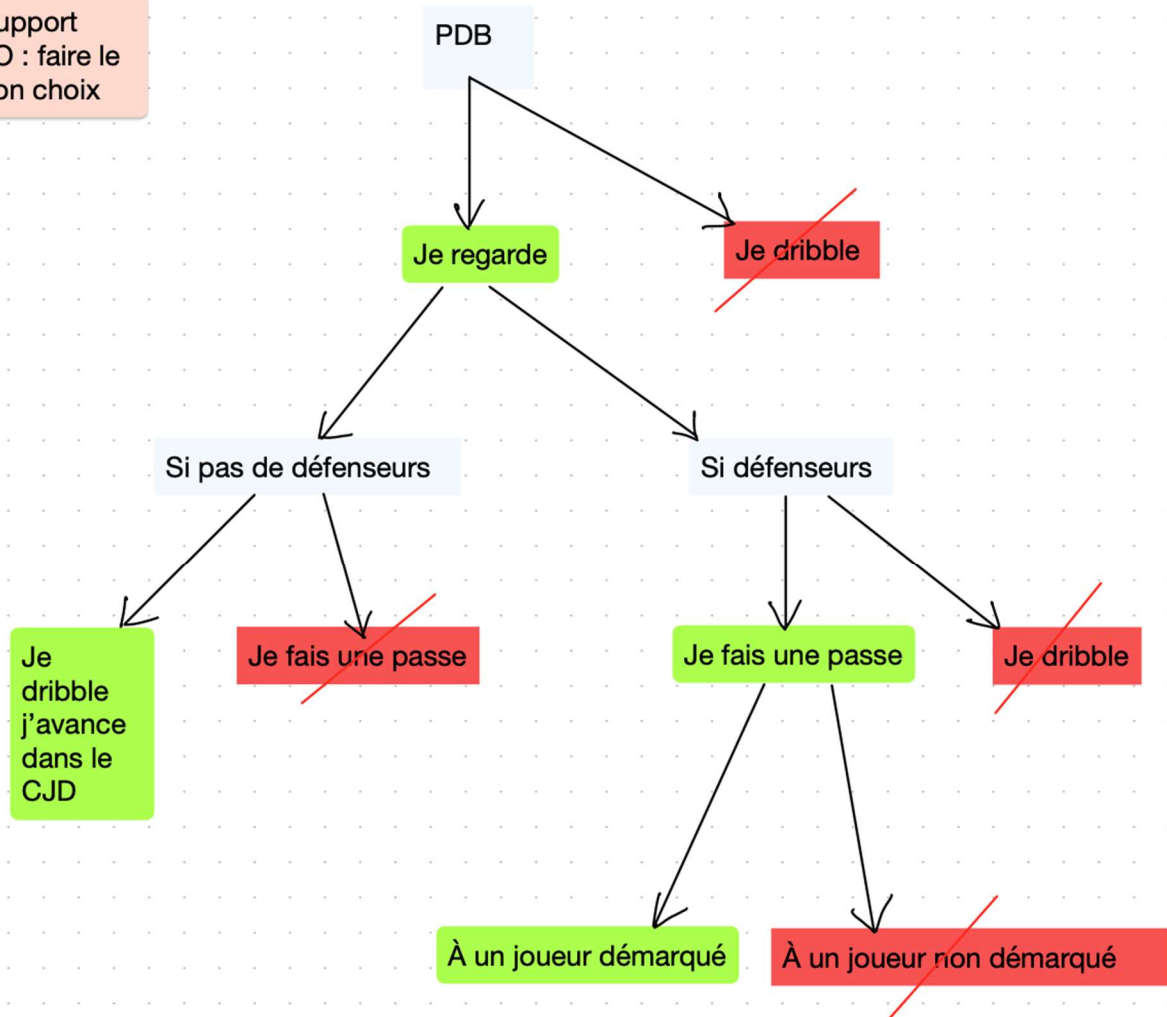 upport
O : faire le
on choix
PDB
Je regarde
Je dribble
Si pas de défenseurs
Si défenseurs
Je
dribble
j’avance
dans le
CJD
Je fais une passe
Je fais une passe
Je dribble
À un joueur démarqué
À un joueur non démarqué